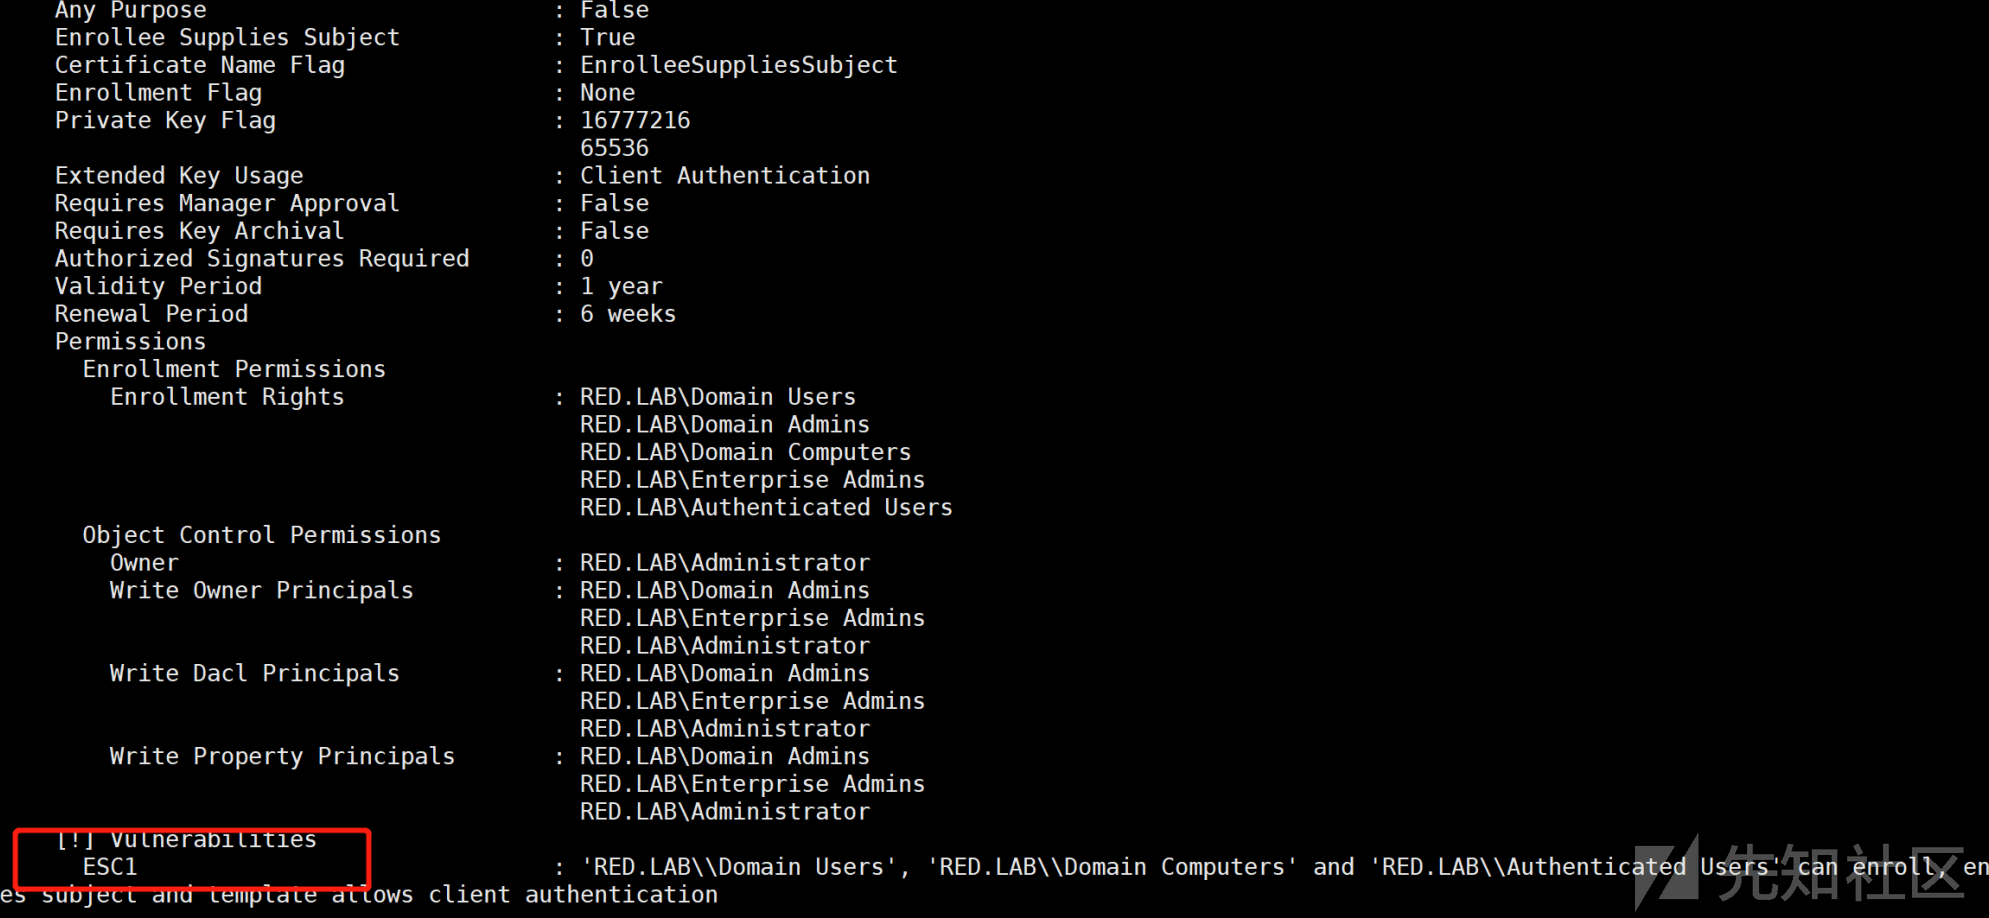 Any Purpose : False
Enrollee Supplies Subject : True
Certificate Name Flag : EnrolleeSuppliesSubject
Enrollment Flag : None
Private Key Flag : 16777216
65536
Extended Key Usage : Client Authentication
Requires Manager Approval : False
Requires Key Archival : False
Authorized Signatures Required : 0
Validity Period : 1 year
Renewal Period : 6 weeks
Permissions
Enrollment Permissions
Enrollment Rights : RED.LAB\Domain Users
RED.LAB\Domain Admins
RED.LAB\Domain Computers
RED.LAB\Enterprise Admins
RED.LAB\Authenticated Users
Object Control Permissions
Owner : RED.LAB\Administrator
Write Owner Principals : RED.LAB\Domain Admins
RED.LAB\Enterprise Admins
RED.LAB\Administrator
Write Dacl Principals : RED.LAB\Domain Admins
RED.LAB\Enterprise Admins
RED.LAB\Administrator
Write Property Principals : RED.LAB\Domain Admins
RED.LAB\Enterprise Admins
RED.LAB\Administrator
[!] Vulnerabilities
ESC1 : 'RED.LAB\\Domain Users', 'RED.LAB\\Domain Computers' and 'RED.LAB\\Authenticated Users' can enroll, en
es subject and template allows client authentication
先知社区